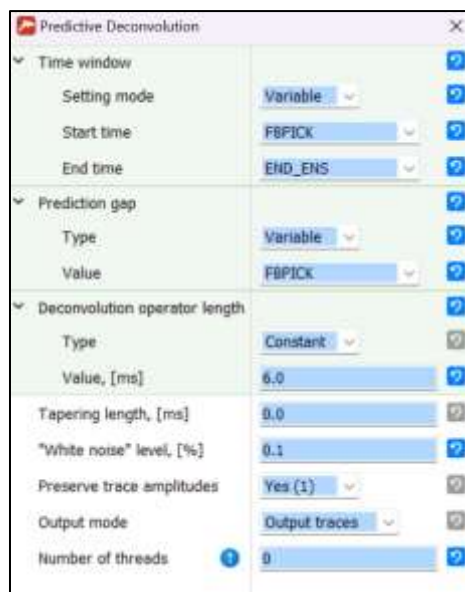 Predictive Deconvolution
Time window
Setting mode Variable
Start time FBPICK
End time END_ENS
Prediction gap
Type Variable
Value FBPICK
Deconvolution operator length
Type Constant
Value, [ms] 6.0
Tapering length, [ms] 0.0
"White noise" level, [%] 0.1
Preserve trace amplitudes Yes (1)
Output mode Output traces
Number of threads 0